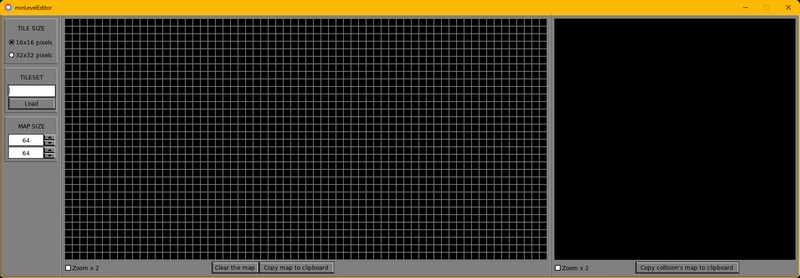 minLevelEditor
TILE SIZE
16x16 pixels
32x32 pixels
TILESET
Load
MAP SIZE
64
64
Zoom x 2
Clear the map
Copy map to clipboard
Zoom x 2
Copy collision's map to clipboard